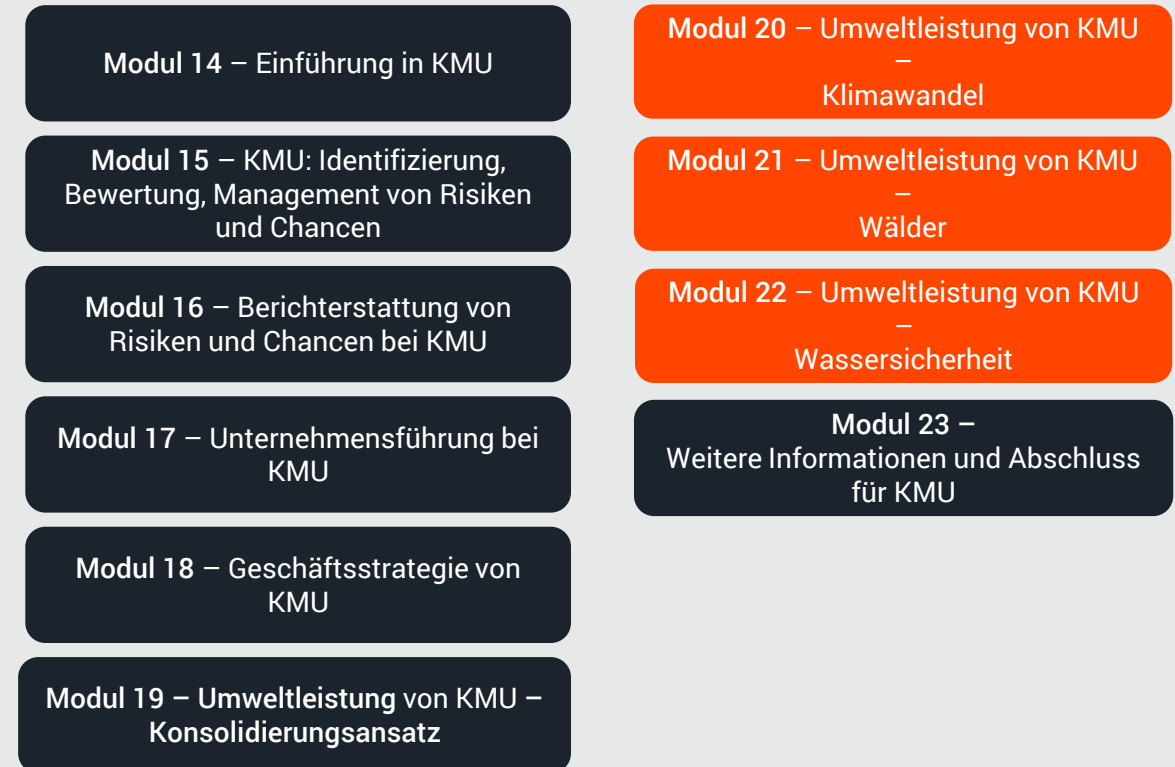 Modul 14 – Einführung in KMU
Modul 15 – KMU: Identifizierung,
Bewertung, Management von Risiken
und Chancen
Modul 16 – Berichterstattung von
Risiken und Chancen bei KMU
Modul 17 – Unternehmensführung bei
KMU
Modul 18 – Geschäftsstrategie von
KMU
Modul 19 – Umweltleistung von KMU –
Konsolidierungsansatz
Modul 20 – Umweltleistung von KMU
–
Klimawandel
Modul 21 – Umweltleistung von KMU
–
Wälder
Modul 22 – Umweltleistung von KMU
–
Wassersicherheit
Modul 23 –
Weitere Informationen und Abschluss
für KMU